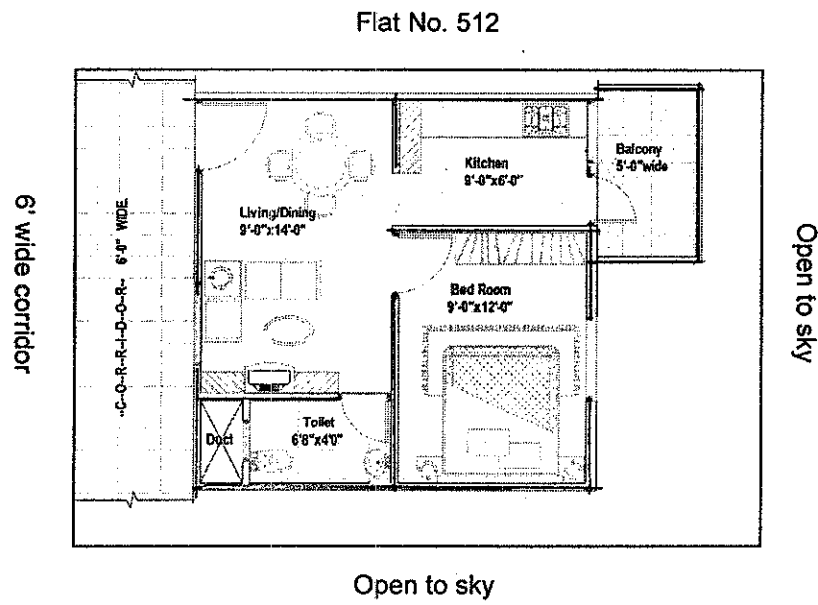 Flat No. 512
Kitchen
9'-0"x6'-0"
Balcony
5'-0"wide
Living/Dining
9'-0"x14'-0"
Bed Room
9'-0"x12'-0"
Toilet
6'8"x4'0"
Duct
"C-O-R-R-I-D-O-R- 6'-0" WIDE
6' wide corridor
Open to sky
Open to sky